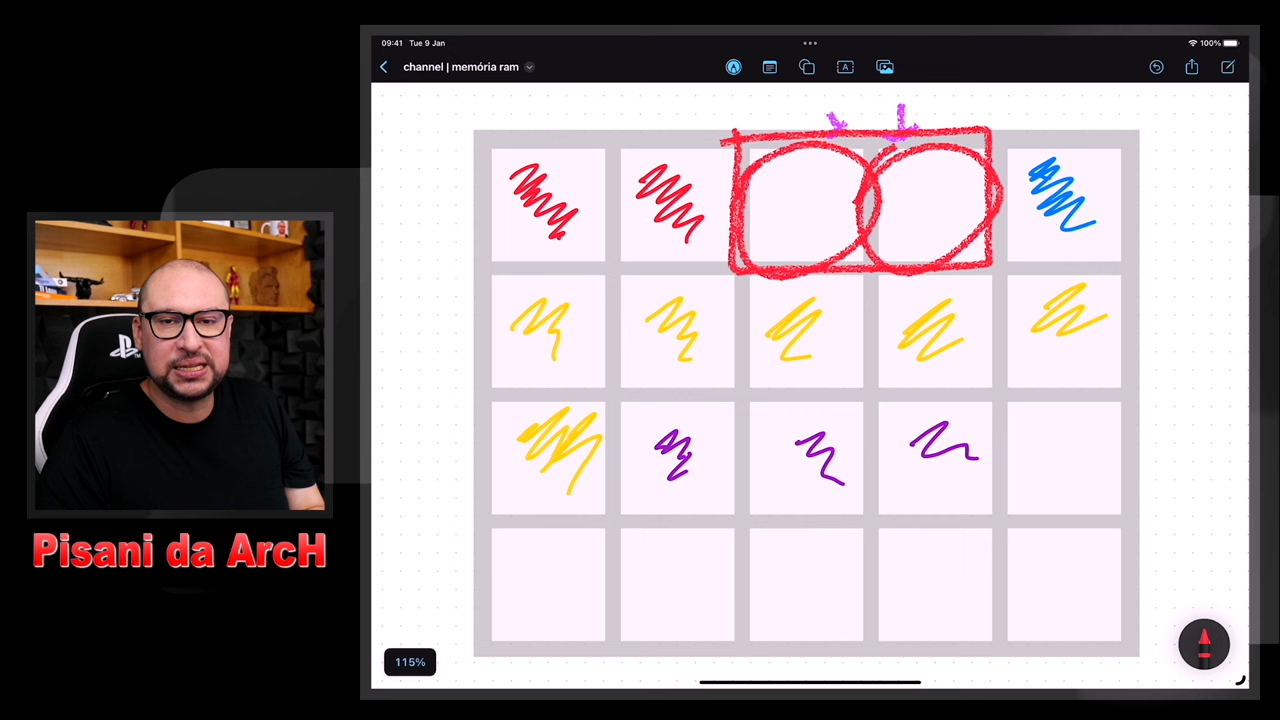 09:41 Tue 9 Jan
100%
channel | memória ram
A
Pisani da ArcH
115%